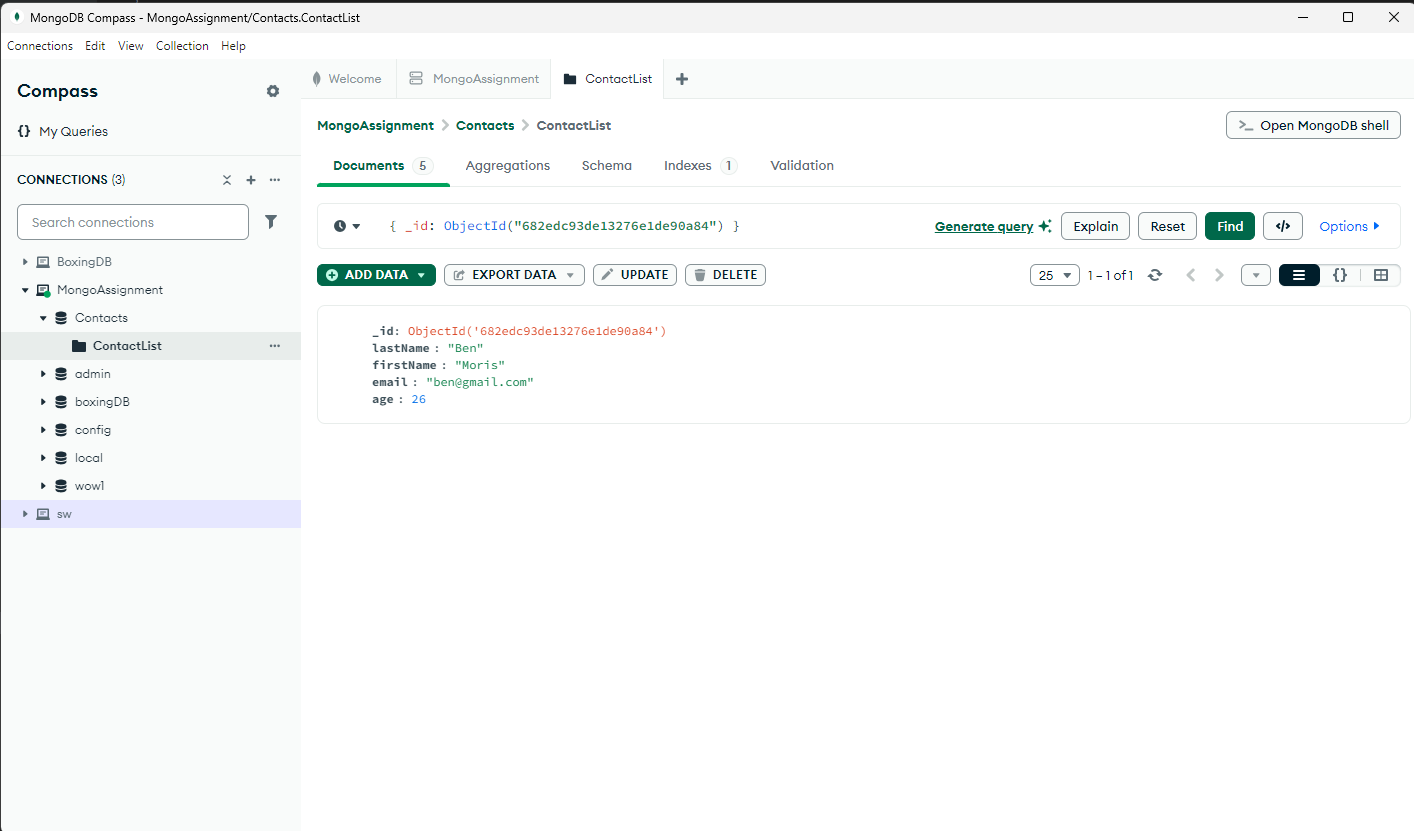 MongoDB Compass - MongoAssignment/Contacts.ContactList
Connections Edit View Collection Help
Compass
{} My Queries
CONNECTIONS (3)
Search connections
BoxingDB
MongoAssignment
Contacts
ContactList
admin
boxingDB
config
local
wow1
sw
Welcome MongoAssignment ContactList
MongoAssignment > Contacts > ContactList
>_ Open MongoDB shell
Documents 5 Aggregations Schema Indexes 1 Validation
{ _id: ObjectId("682edc93de13276e1de90a84") }
Generate query Explain Reset Find </> Options
ADD DATA EXPORT DATA UPDATE DELETE
25 1 – 1 of 1 {}
_id: ObjectId('682edc93de13276e1de90a84')
lastName : "Ben"
firstName : "Moris"
email : "ben@gmail.com"
age : 26